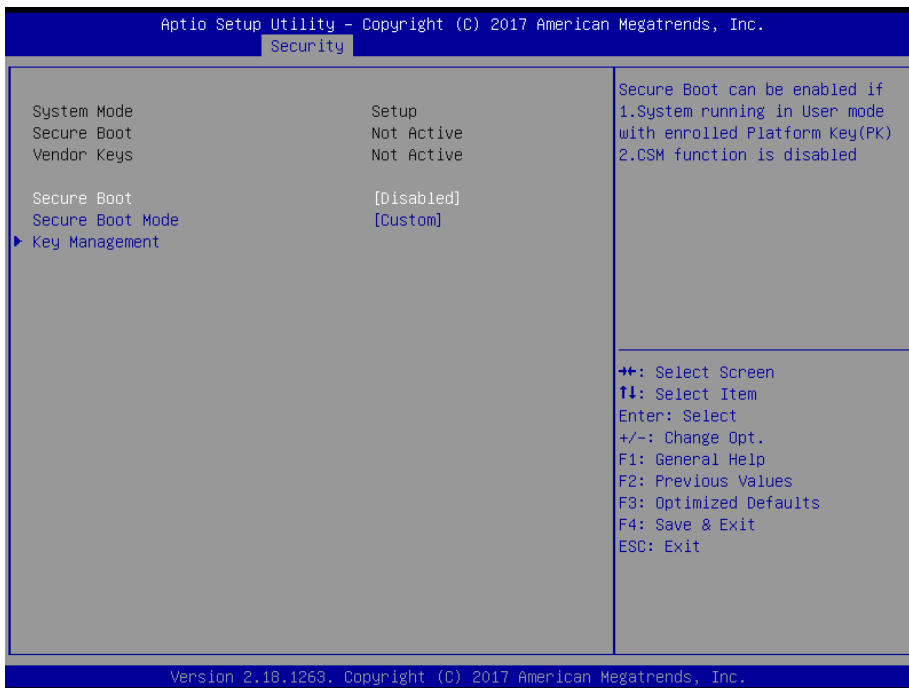 Aptio Setup Utility – Copyright (C) 2017 American Megatrends, Inc.
Security
System Mode Setup
Secure Boot Not Active
Vendor Keys Not Active
Secure Boot [Disabled]
Secure Boot Mode [Custom]
▶ Key Management
Secure Boot can be enabled if
1.System running in User mode
with enrolled Platform Key(PK)
2.CSM function is disabled
→←: Select Screen
↑↓: Select Item
Enter: Select
+/-: Change Opt.
F1: General Help
F2: Previous Values
F3: Optimized Defaults
F4: Save & Exit
ESC: Exit
Version 2.18.1263. Copyright (C) 2017 American Megatrends, Inc.